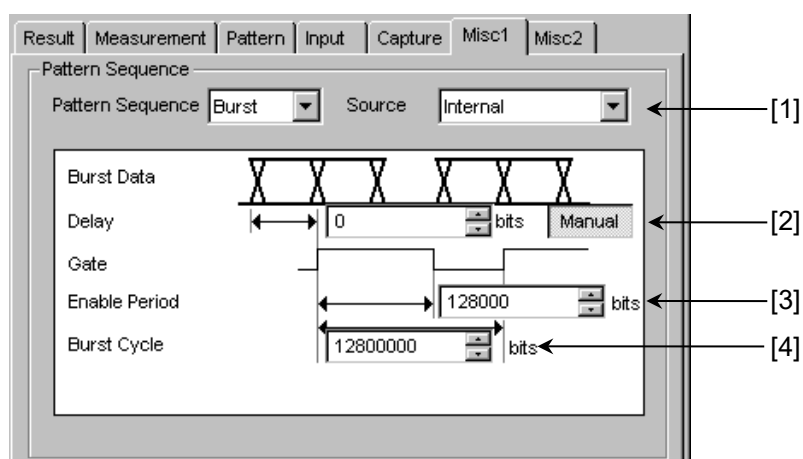 Result Measurement Pattern Input Capture Misc1 Misc2
Pattern Sequence
Pattern Sequence Burst Source Internal [1]
Burst Data
Delay 0 bits Manual [2]
Gate
Enable Period 128000 bits [3]
Burst Cycle 12800000 bits [4]